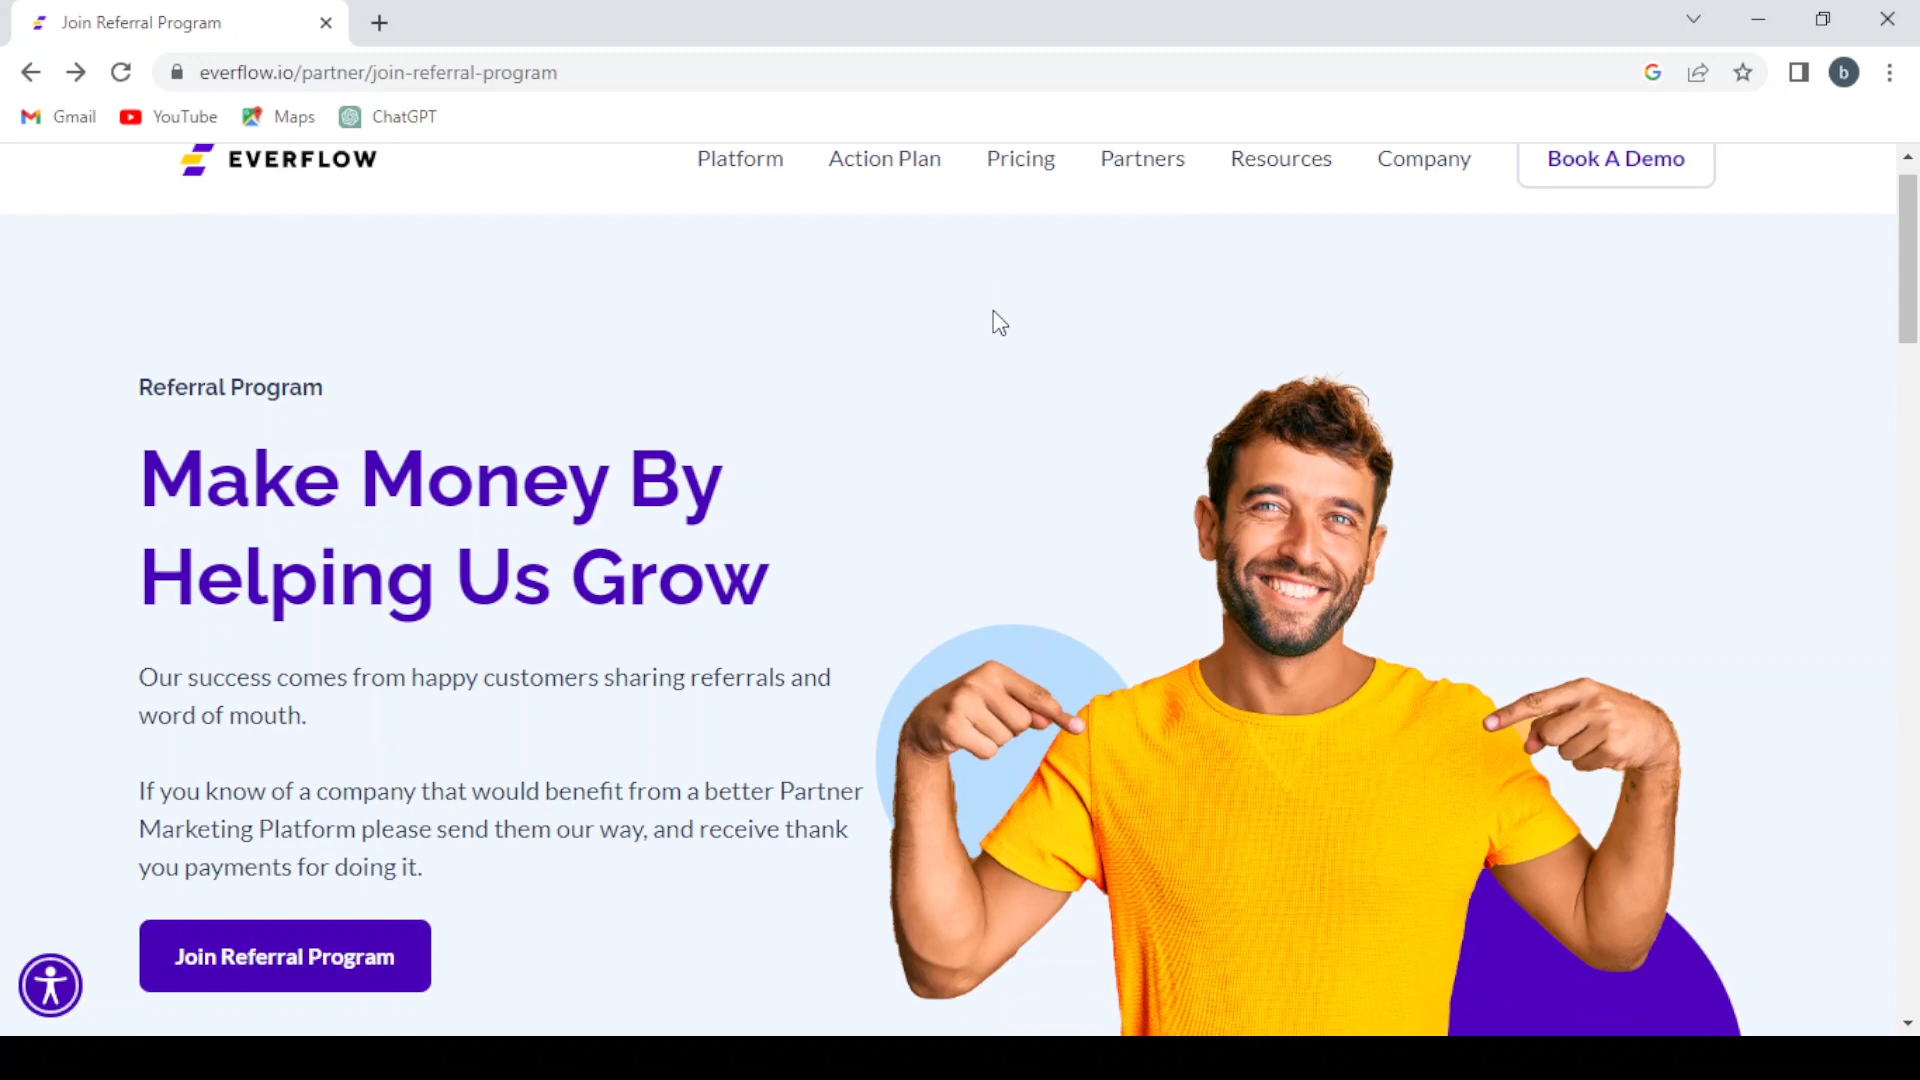 Join Referral Program
everflow.io/partner/join-referral-program
b
Gmail
YouTube
Maps
ChatGPT
EVERFLOW
Platform
Action Plan
Pricing
Partners
Resources
Company
Book A Demo
Referral Program
Make Money By
Helping Us Grow
Our success comes from happy customers sharing referrals and
word of mouth.
If you know of a company that would benefit from a better Partner
Marketing Platform please send them our way, and receive thank
you payments for doing it.
Join Referral Program